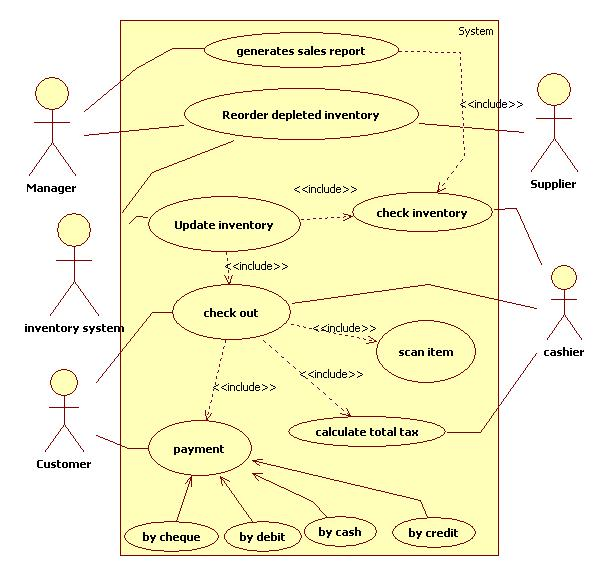 System
generates sales report
<<include>>
Reorder depleted inventory
Manager
Supplier
<<include>>
check inventory
Update inventory
<<include>>
inventory system
check out
<<include>>
scan item
cashier
<<include>>
<<include>>
calculate total tax
Customer
payment
by cheque
by debit
by cash
by credit